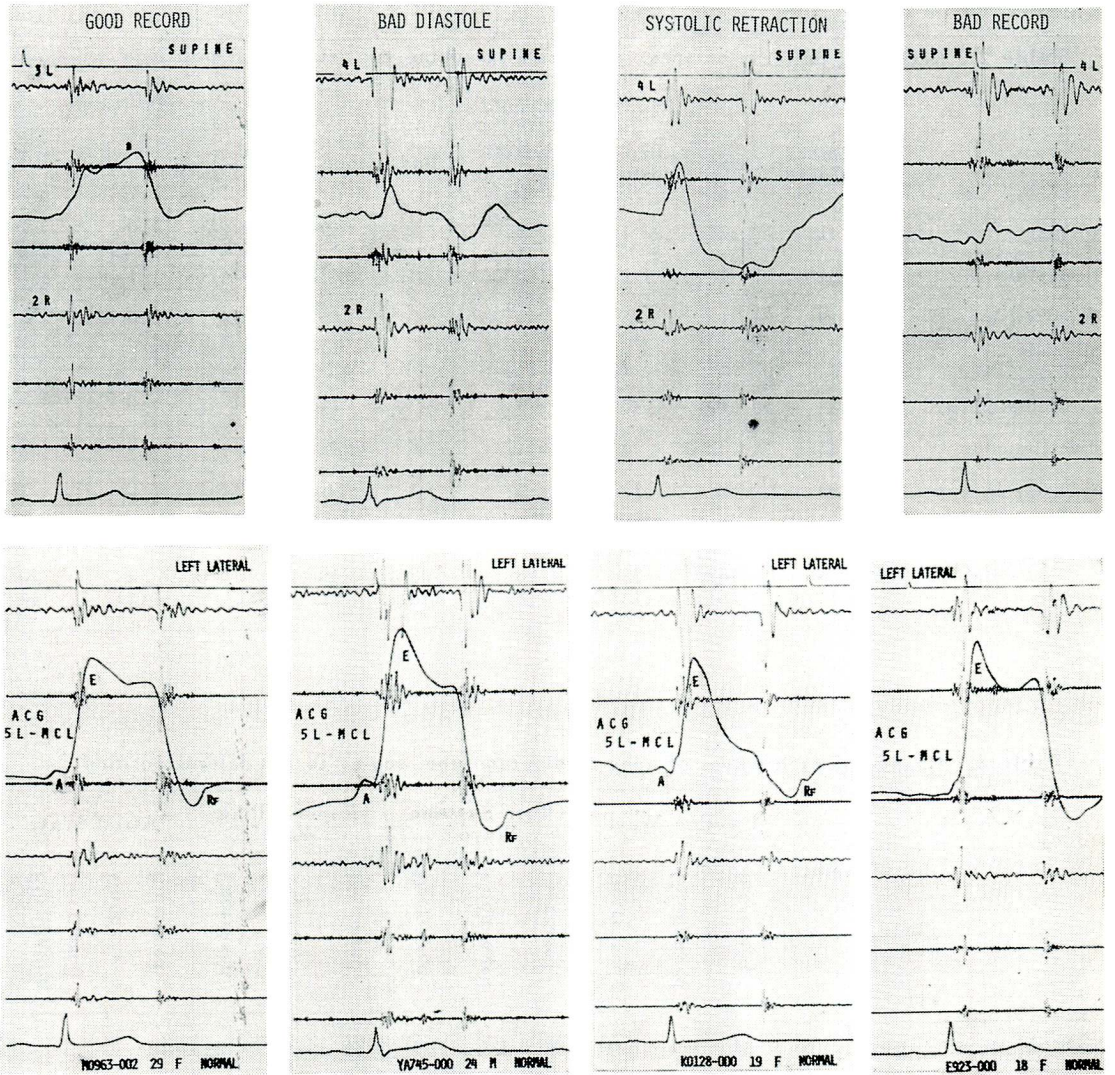 GOOD RECORD
SUPINE
3L
2R
BAD DIASTOLE
4L
SUPINE
2R
SYSTOLIC RETRACTION
SUPINE
4L
2R
BAD RECORD
SUPINE
4L
2R
LEFT LATERAL
E
ACG
5L-MCL
A
RF
M0963-002 29 F NORMAL
LEFT LATERAL
E
ACG
5L-MCL
A
RF
YA745-000 24 M NORMAL
LEFT LATERAL
E
ACG
5L-MCL
A
RF
K0128-000 19 F NORMAL
LEFT LATERAL
E
ACG
5L-MCL
E923-000 18 F NORMAL